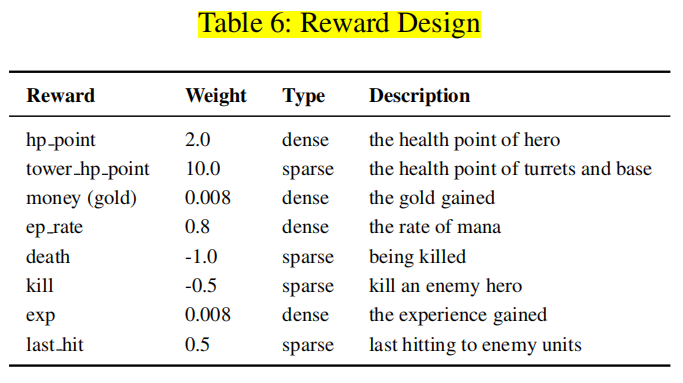 Table 6: Reward Design
Reward Weight Type Description
hp_point 2.0 dense the health point of hero
tower_hp_point 10.0 sparse the health point of turrets and base
money (gold) 0.008 dense the gold gained
ep_rate 0.8 dense the rate of mana
death -1.0 sparse being killed
kill -0.5 sparse kill an enemy hero
exp 0.008 dense the experience gained
last_hit 0.5 sparse last hitting to enemy units